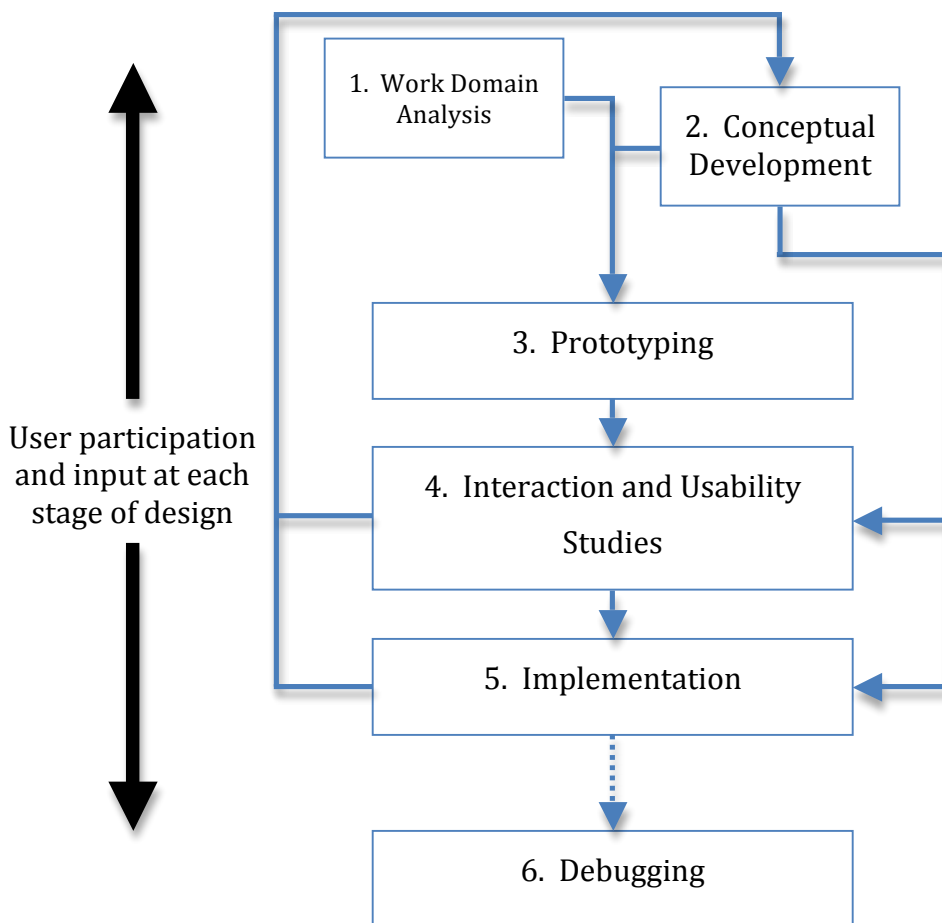 1. Work Domain
Analysis
2. Conceptual
Development
3. Prototyping
User participation
and input at each
stage of design
4. Interaction and Usability
Studies
5. Implementation
6. Debugging